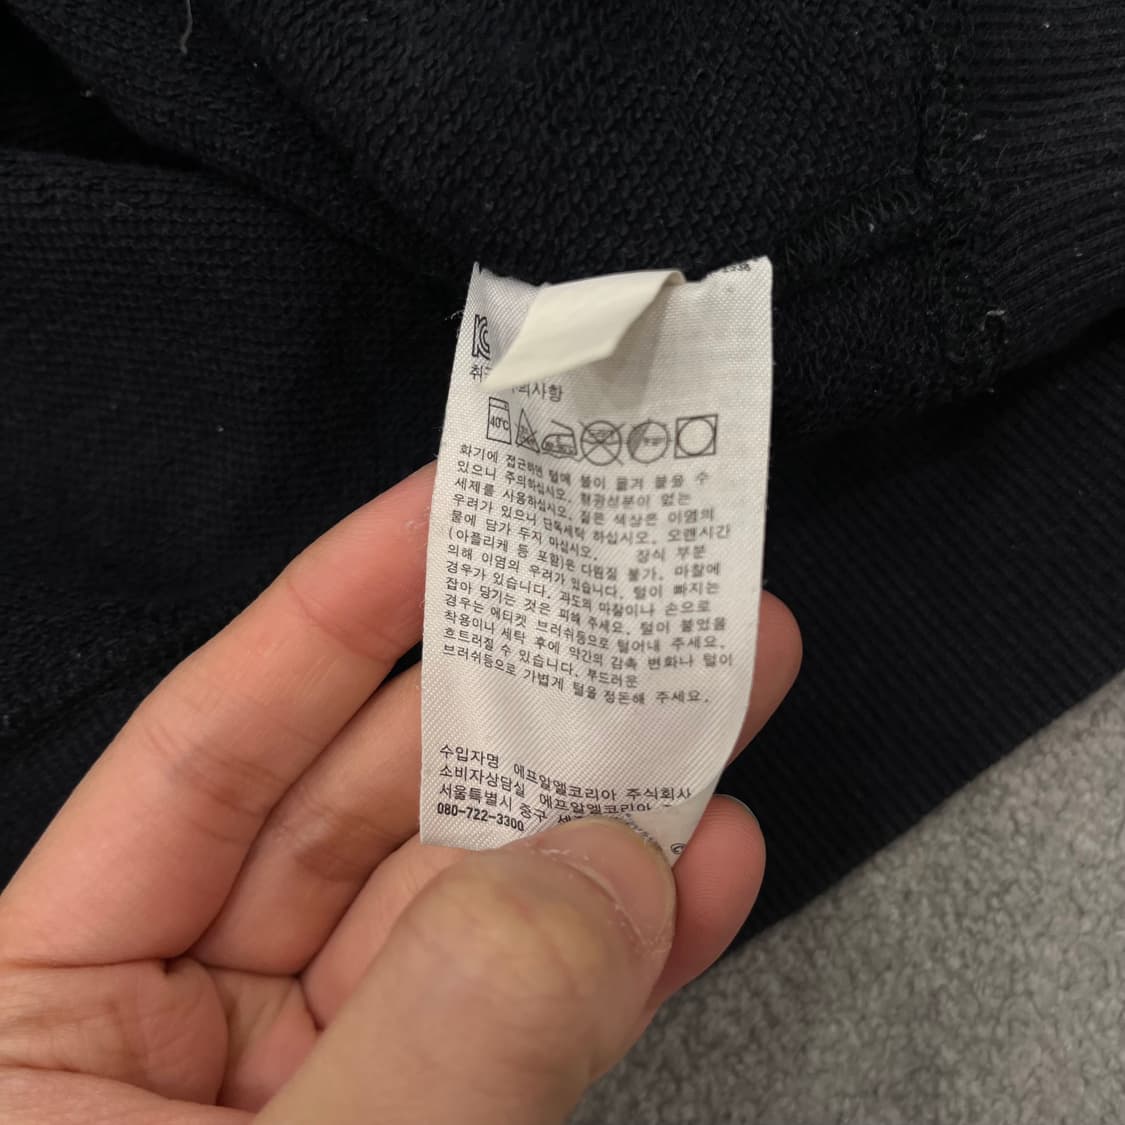 취 의사항
40℃
화기에 접근하면 털에 불이 옮겨 붙을 수
있으니 주의하십시오. 형광성분이 없는
세제를 사용하십시오. 짙은 색상은 이염의
우려가 있으니 단독세탁 하십시오. 오랜시간
물에 담가 두지 마십시오. 장식 부분
(아플리케 등 포함)은 다림질 불가. 마찰에
의해 이염의 우려가 있습니다. 털이 빠지는
경우가 있습니다. 과도의 마찰이나 손으로
잡아 당기는 것은 피해 주세요. 털이 붙었을
경우는 에티켓 브러쉬등으로 털어내 주세요.
착용이나 세탁 후에 약간의 감촉 변화나 털이
흐트러질 수 있습니다. 부드러운
브러쉬등으로 가볍게 털을 정돈해 주세요.
수입자명 에프알엘코리아 주식회사
소비자상담실 에프알엘코리아
서울특별시 중구
080-722-3300
©